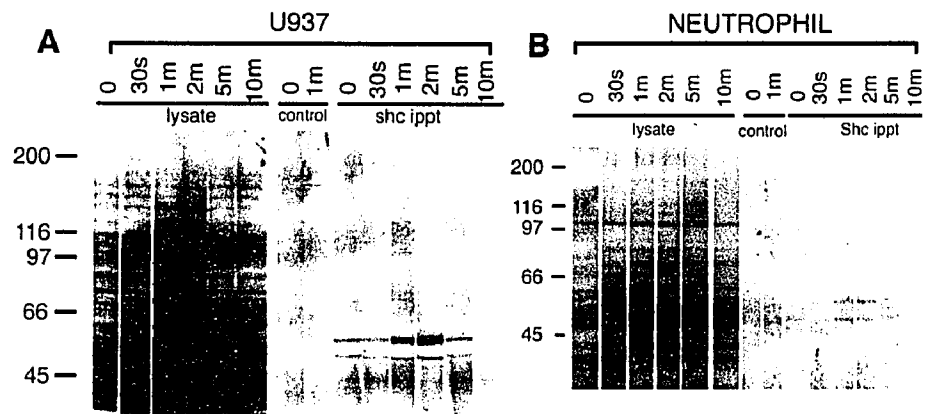 A
U937
0 30s 1m 2m 5m 10m 0 1m 0 30s 1m 2m 5m 10m
lysate control shc ippt
200
116
97
66
45
B
NEUTROPHIL
0 30s 1m 2m 5m 10m 0 1m 0 30s 1m 2m 5m 10m
lysate control Shc ippt
200
116
97
66
45